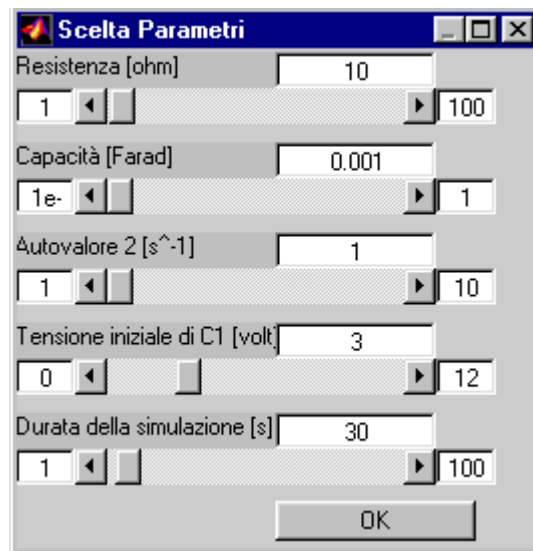 Scelta Parametri
Resistenza [ohm] 10
1 100
Capacità [Farad] 0.001
1e- 1
Autovalore 2 [s^-1] 1
1 10
Tensione iniziale di C1 [volt] 3
0 12
Durata della simulazione [s] 30
1 100
OK